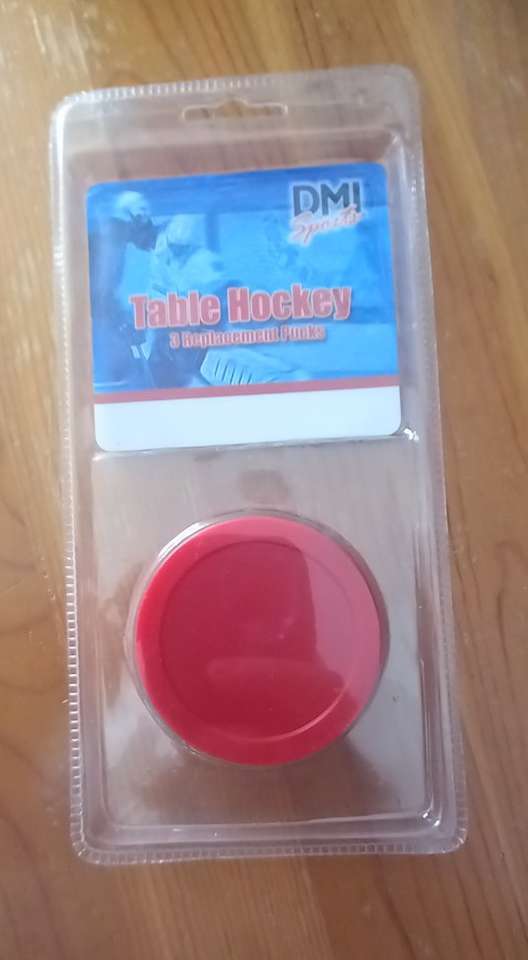 DMI
Sports
Table Hockey
3 Replacement Pucks